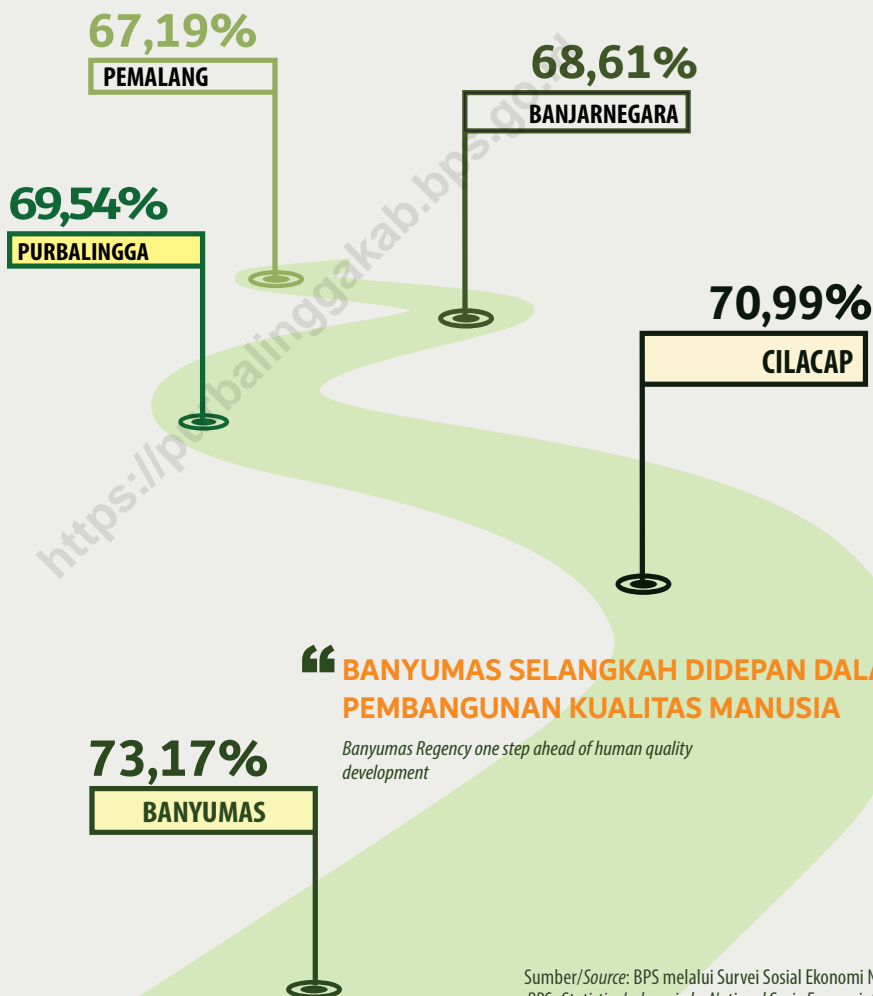 67,19%
PEMALANG
68,61%
BANJARNEGARA
69,54%
PURBALINGGA
70,99%
CILACAP
https://purbalinggakab.bps.go.id
“ BANYUMAS SELANGKAH DIDEPAN
PEMBANGUNAN KUALITAS MANUSIA
Banyumas Regency one step ahead of human quality
development
73,17%
BANYUMAS
Sumber/Source: BPS melalui Survei Sosial Ekonomi